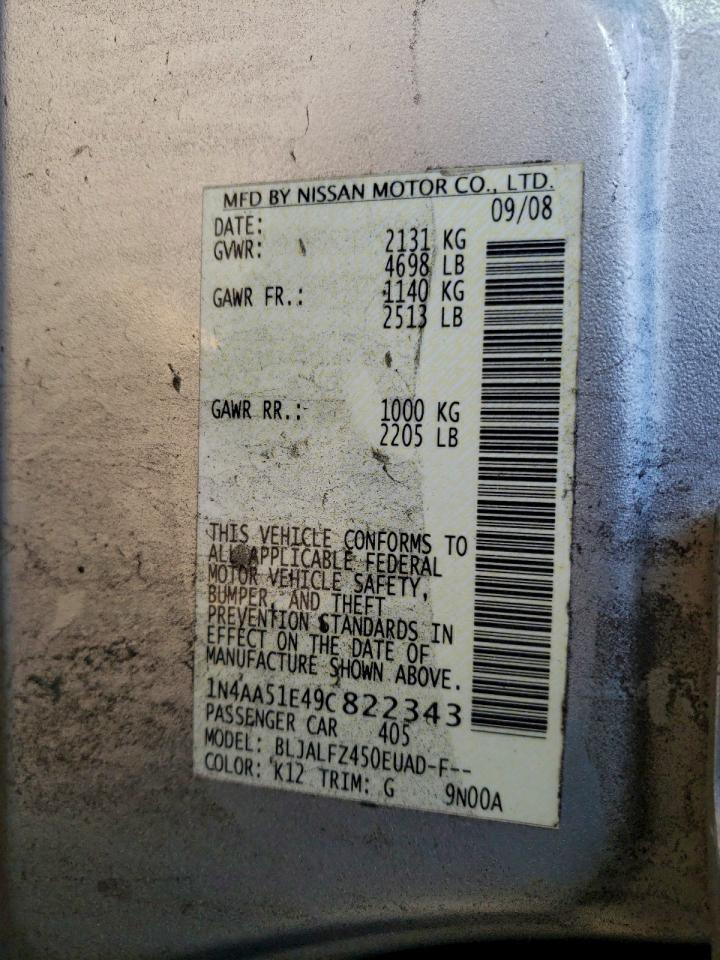 MFD BY NISSAN MOTOR CO., LTD.
DATE: 09/08
GVWR: 2131 KG
4698 LB
GAWR FR.: 1140 KG
2513 LB
GAWR RR.: 1000 KG
2205 LB
THIS VEHICLE CONFORMS TO
ALL APPLICABLE FEDERAL
MOTOR VEHICLE SAFETY,
BUMPER, AND THEFT
PREVENTION STANDARDS IN
EFFECT ON THE DATE OF
MANUFACTURE SHOWN ABOVE.
1N4AA51E49C822343
PASSENGER CAR 405
MODEL: BLJALFZ450EUAD-F--
COLOR: K12 TRIM: G 9N00A